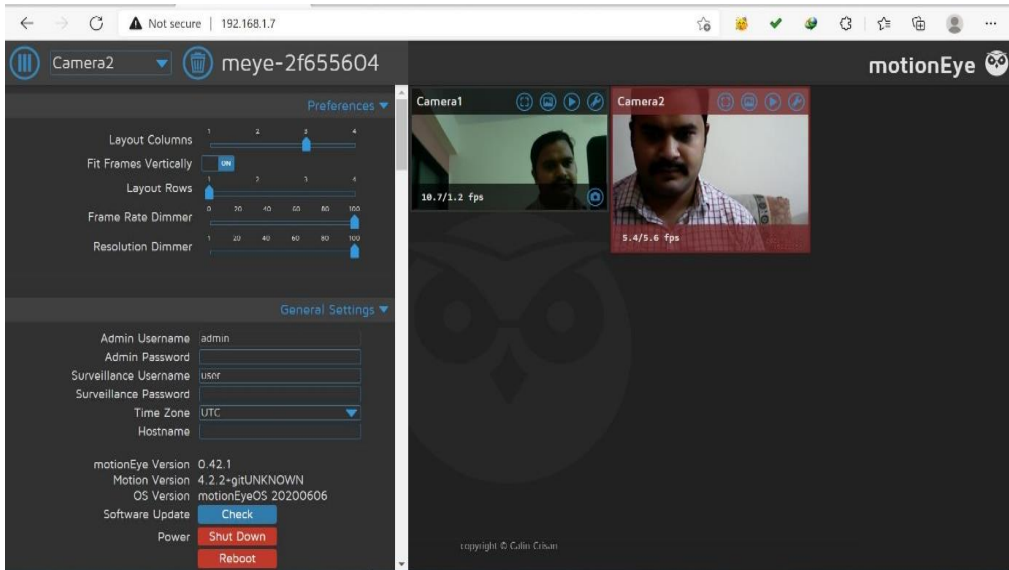 Not secure | 192.168.1.7
Camera2 meye-2f655604 motionEye
Preferences
Layout Columns 1 2 3 4
Fit Frames Vertically ON
Layout Rows 1 2 3 4
Frame Rate Dimmer 0 20 40 60 80 100
Resolution Dimmer 1 20 40 60 80 100
General Settings
Admin Username admin
Admin Password
Surveillance Username user
Surveillance Password
Time Zone UTC
Hostname
motionEye Version 0.42.1
Motion Version 4.2.2+gitUNKNOWN
OS Version motionEyeOS 20200606
Software Update Check
Power Shut Down
Reboot
Camera1
10.7/1.2 fps
Camera2
5.4/5.6 fps
copyright © Calin Crisan